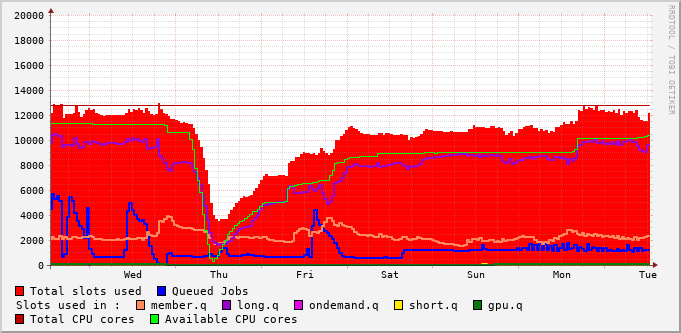 20000
18000
16000
14000
12000
10000
8000
6000
4000
2000
0
Wed Thu Fri Sat Sun Mon Tue
RRDTOOL / TOBI OETIKER
Total slots used Queued Jobs
Slots used in : member.q long.q ondemand.q short.q gpu.q
Total CPU cores Available CPU cores